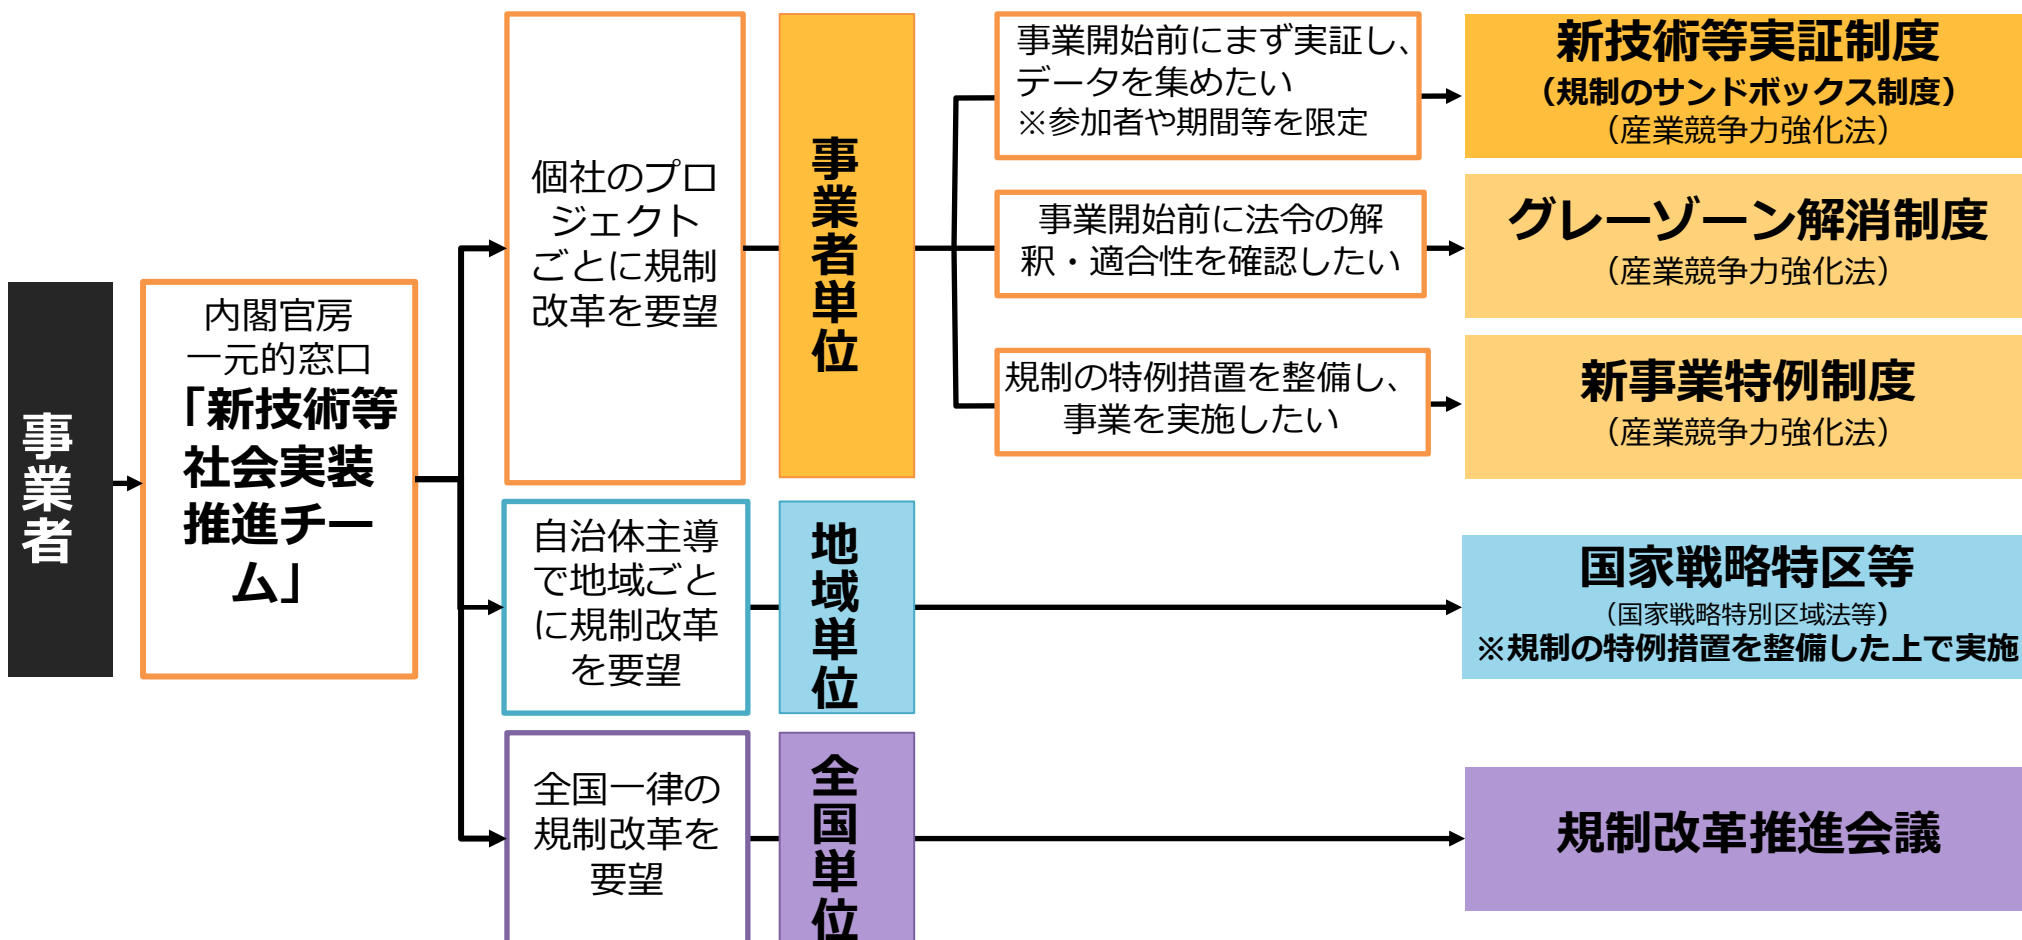 事業者
内閣官房
一元的窓口
「新技術等
社会実装
推進チー
ム」
個社のプロ
ジェクト
ごとに規制
改革を要望
事業者単位
事業開始前にまず実証し、
データを集めたい
※参加者や期間等を限定
新技術等実証制度
（規制のサンドボックス制度）
（産業競争力強化法）
事業開始前に法令の解
釈・適合性を確認したい
グレーゾーン解消制度
（産業競争力強化法）
規制の特例措置を整備し、
事業を実施したい
新事業特例制度
（産業競争力強化法）
自治体主導
で地域ごと
に規制改革
を要望
地域単位
国家戦略特区等
（国家戦略特別区域法等）
※規制の特例措置を整備した上で実施
全国一律の
規制改革を
要望
全国単位
規制改革推進会議